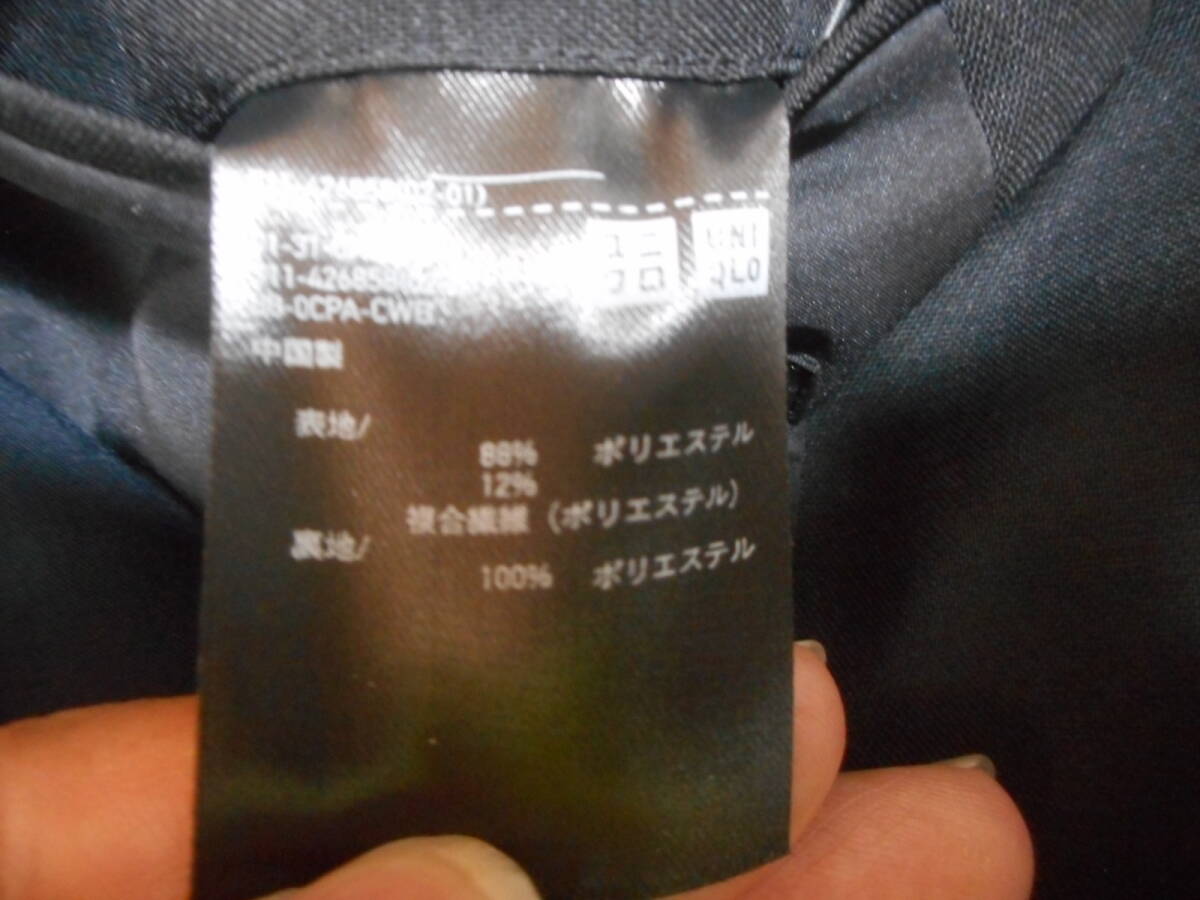 ユニ UNI
クロ QLO
中国製
表地/
88% ポリエステル
12%
複合繊維 (ポリエステル)
裏地/
100% ポリエステル